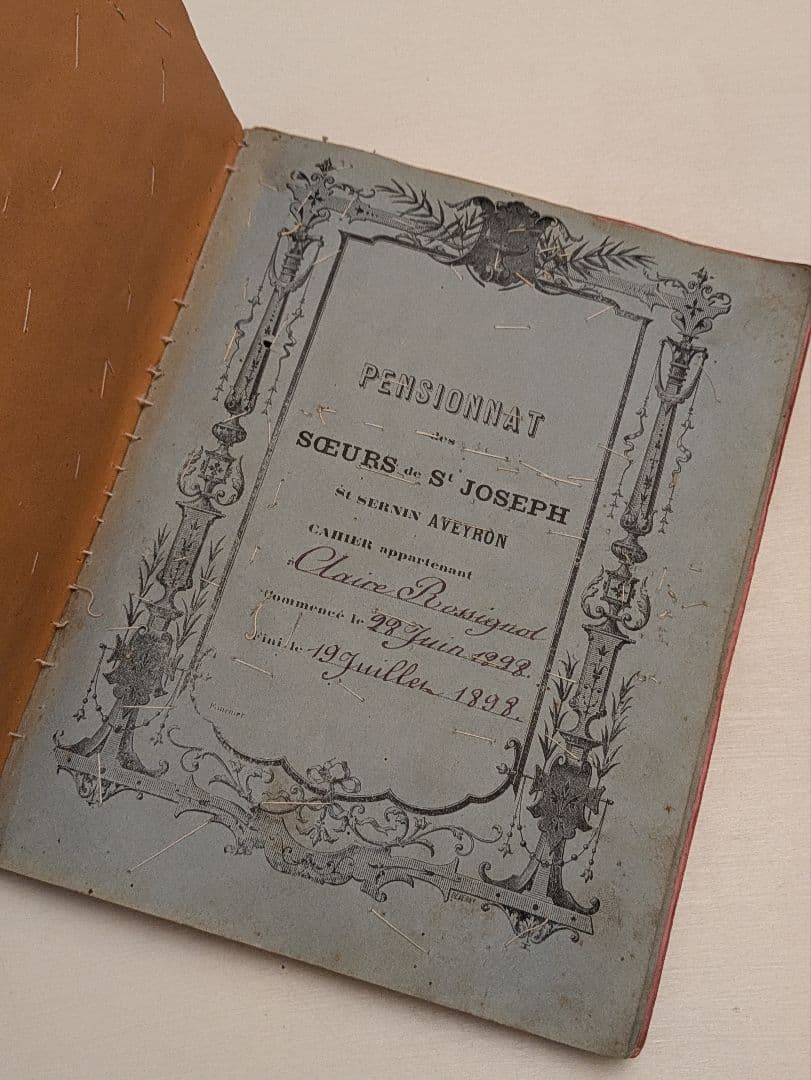 PENSIONNAT
des
SŒURS de St JOSEPH
St SERNIN AVEYRON
CAHIER appartenant
à Claire Rossignol
Commencé le 28 Juin 1898.
Fini le 19 Juillet 1898.